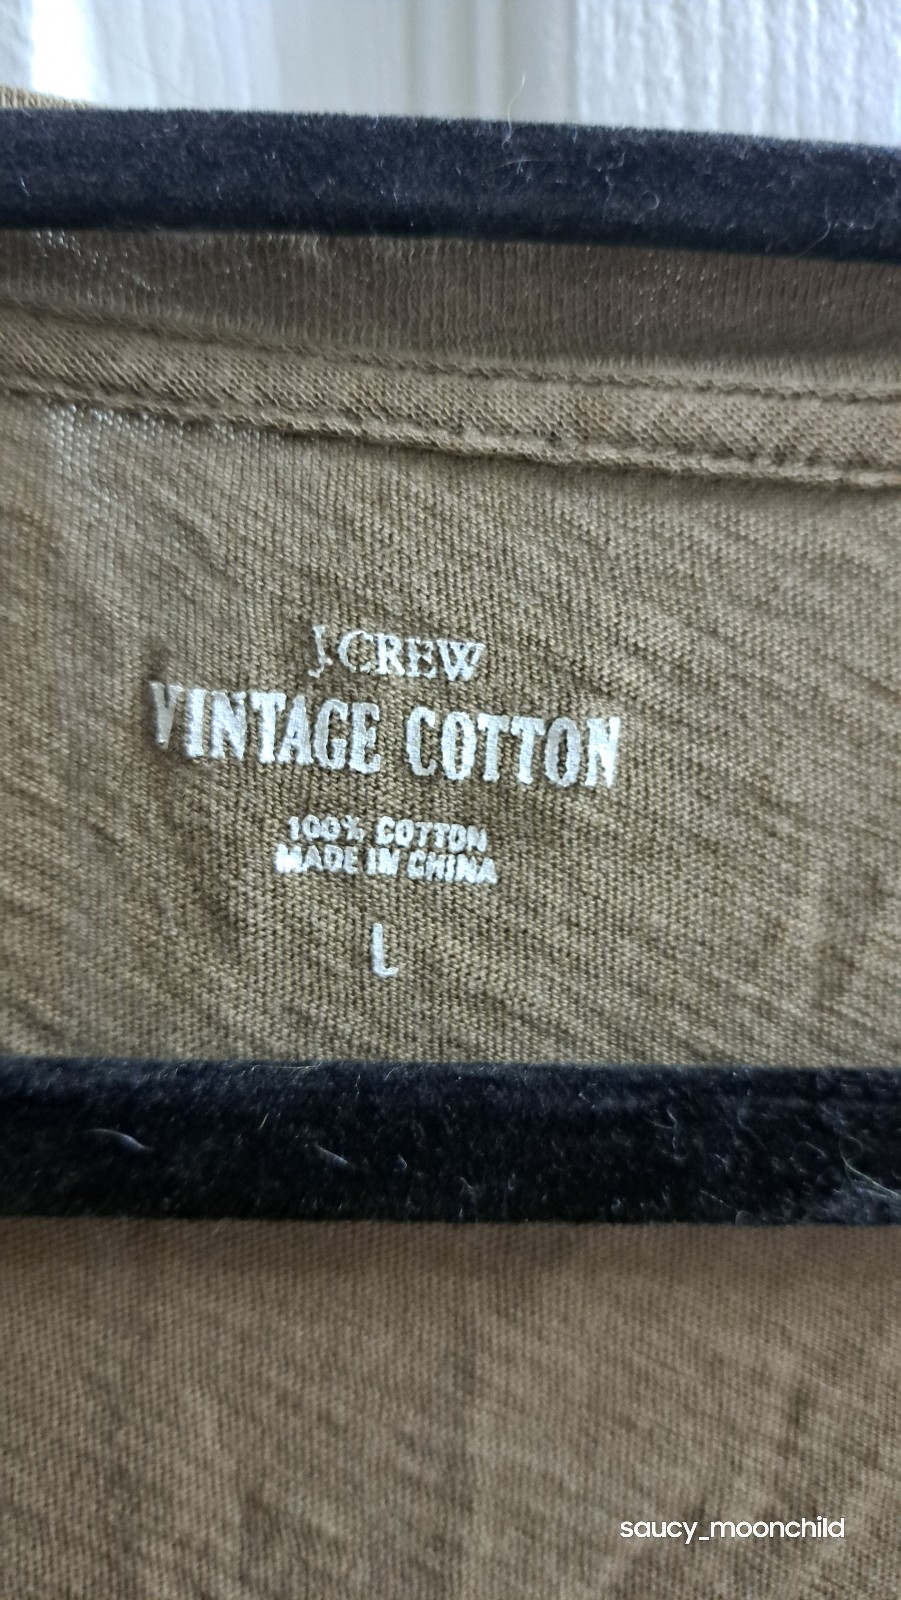 J.CREW
VINTAGE COTTON
100% COTTON
MADE IN CHINA
L
saucy_moonchild